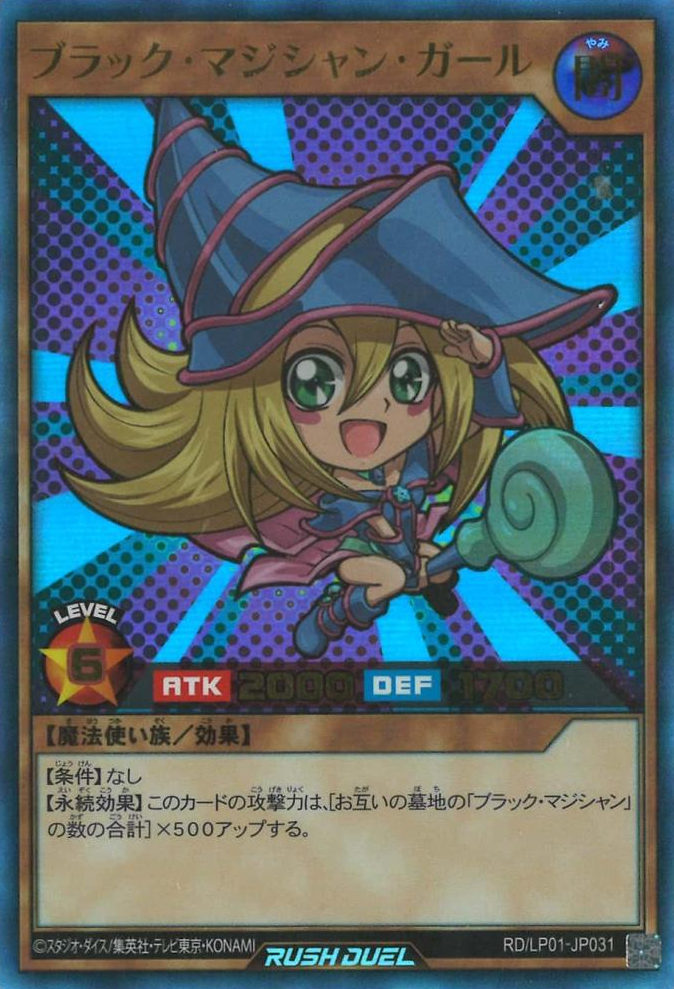 ブラック・マジシャン・ガール
やみ
闇
LEVEL
6
ATK 2000 DEF 1700
【魔法使い族/効果】
【条件】なし
【永続効果】このカードの攻撃力は、[お互いの墓地の「ブラック・マジシャン」
の数の合計]×500アップする。
©スタジオ・ダイス/集英社・テレビ東京・KONAMI
RUSH DUEL
RD/LP01-JP031